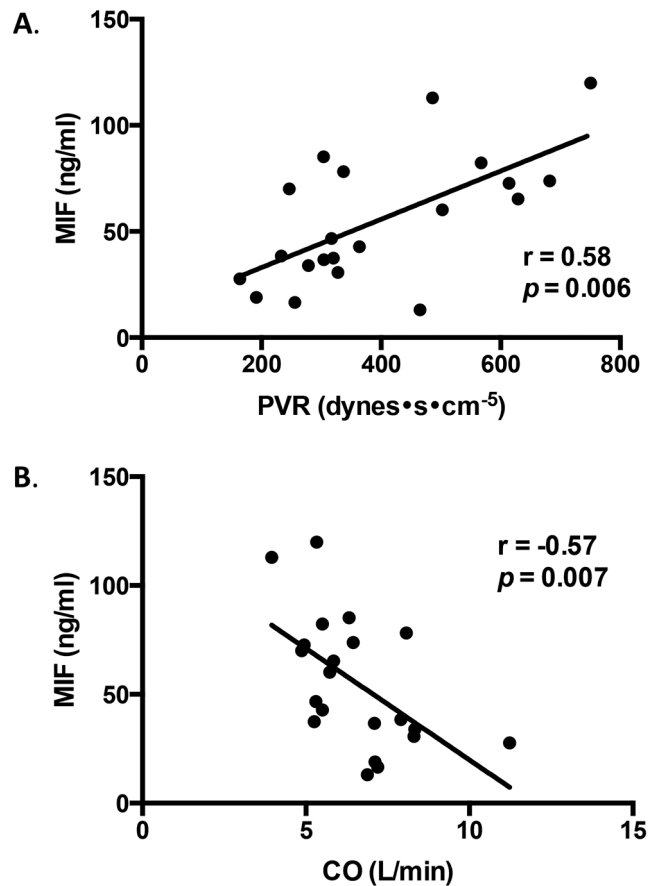 A.
150
100
50
0
MIF (ng/ml)
r = 0.58
p = 0.006
0 200 400 600 800
PVR (dynes•s•cm-5)
B.
150
100
50
0
MIF (ng/ml)
r = -0.57
p = 0.007
0 5 10 15
CO (L/min)